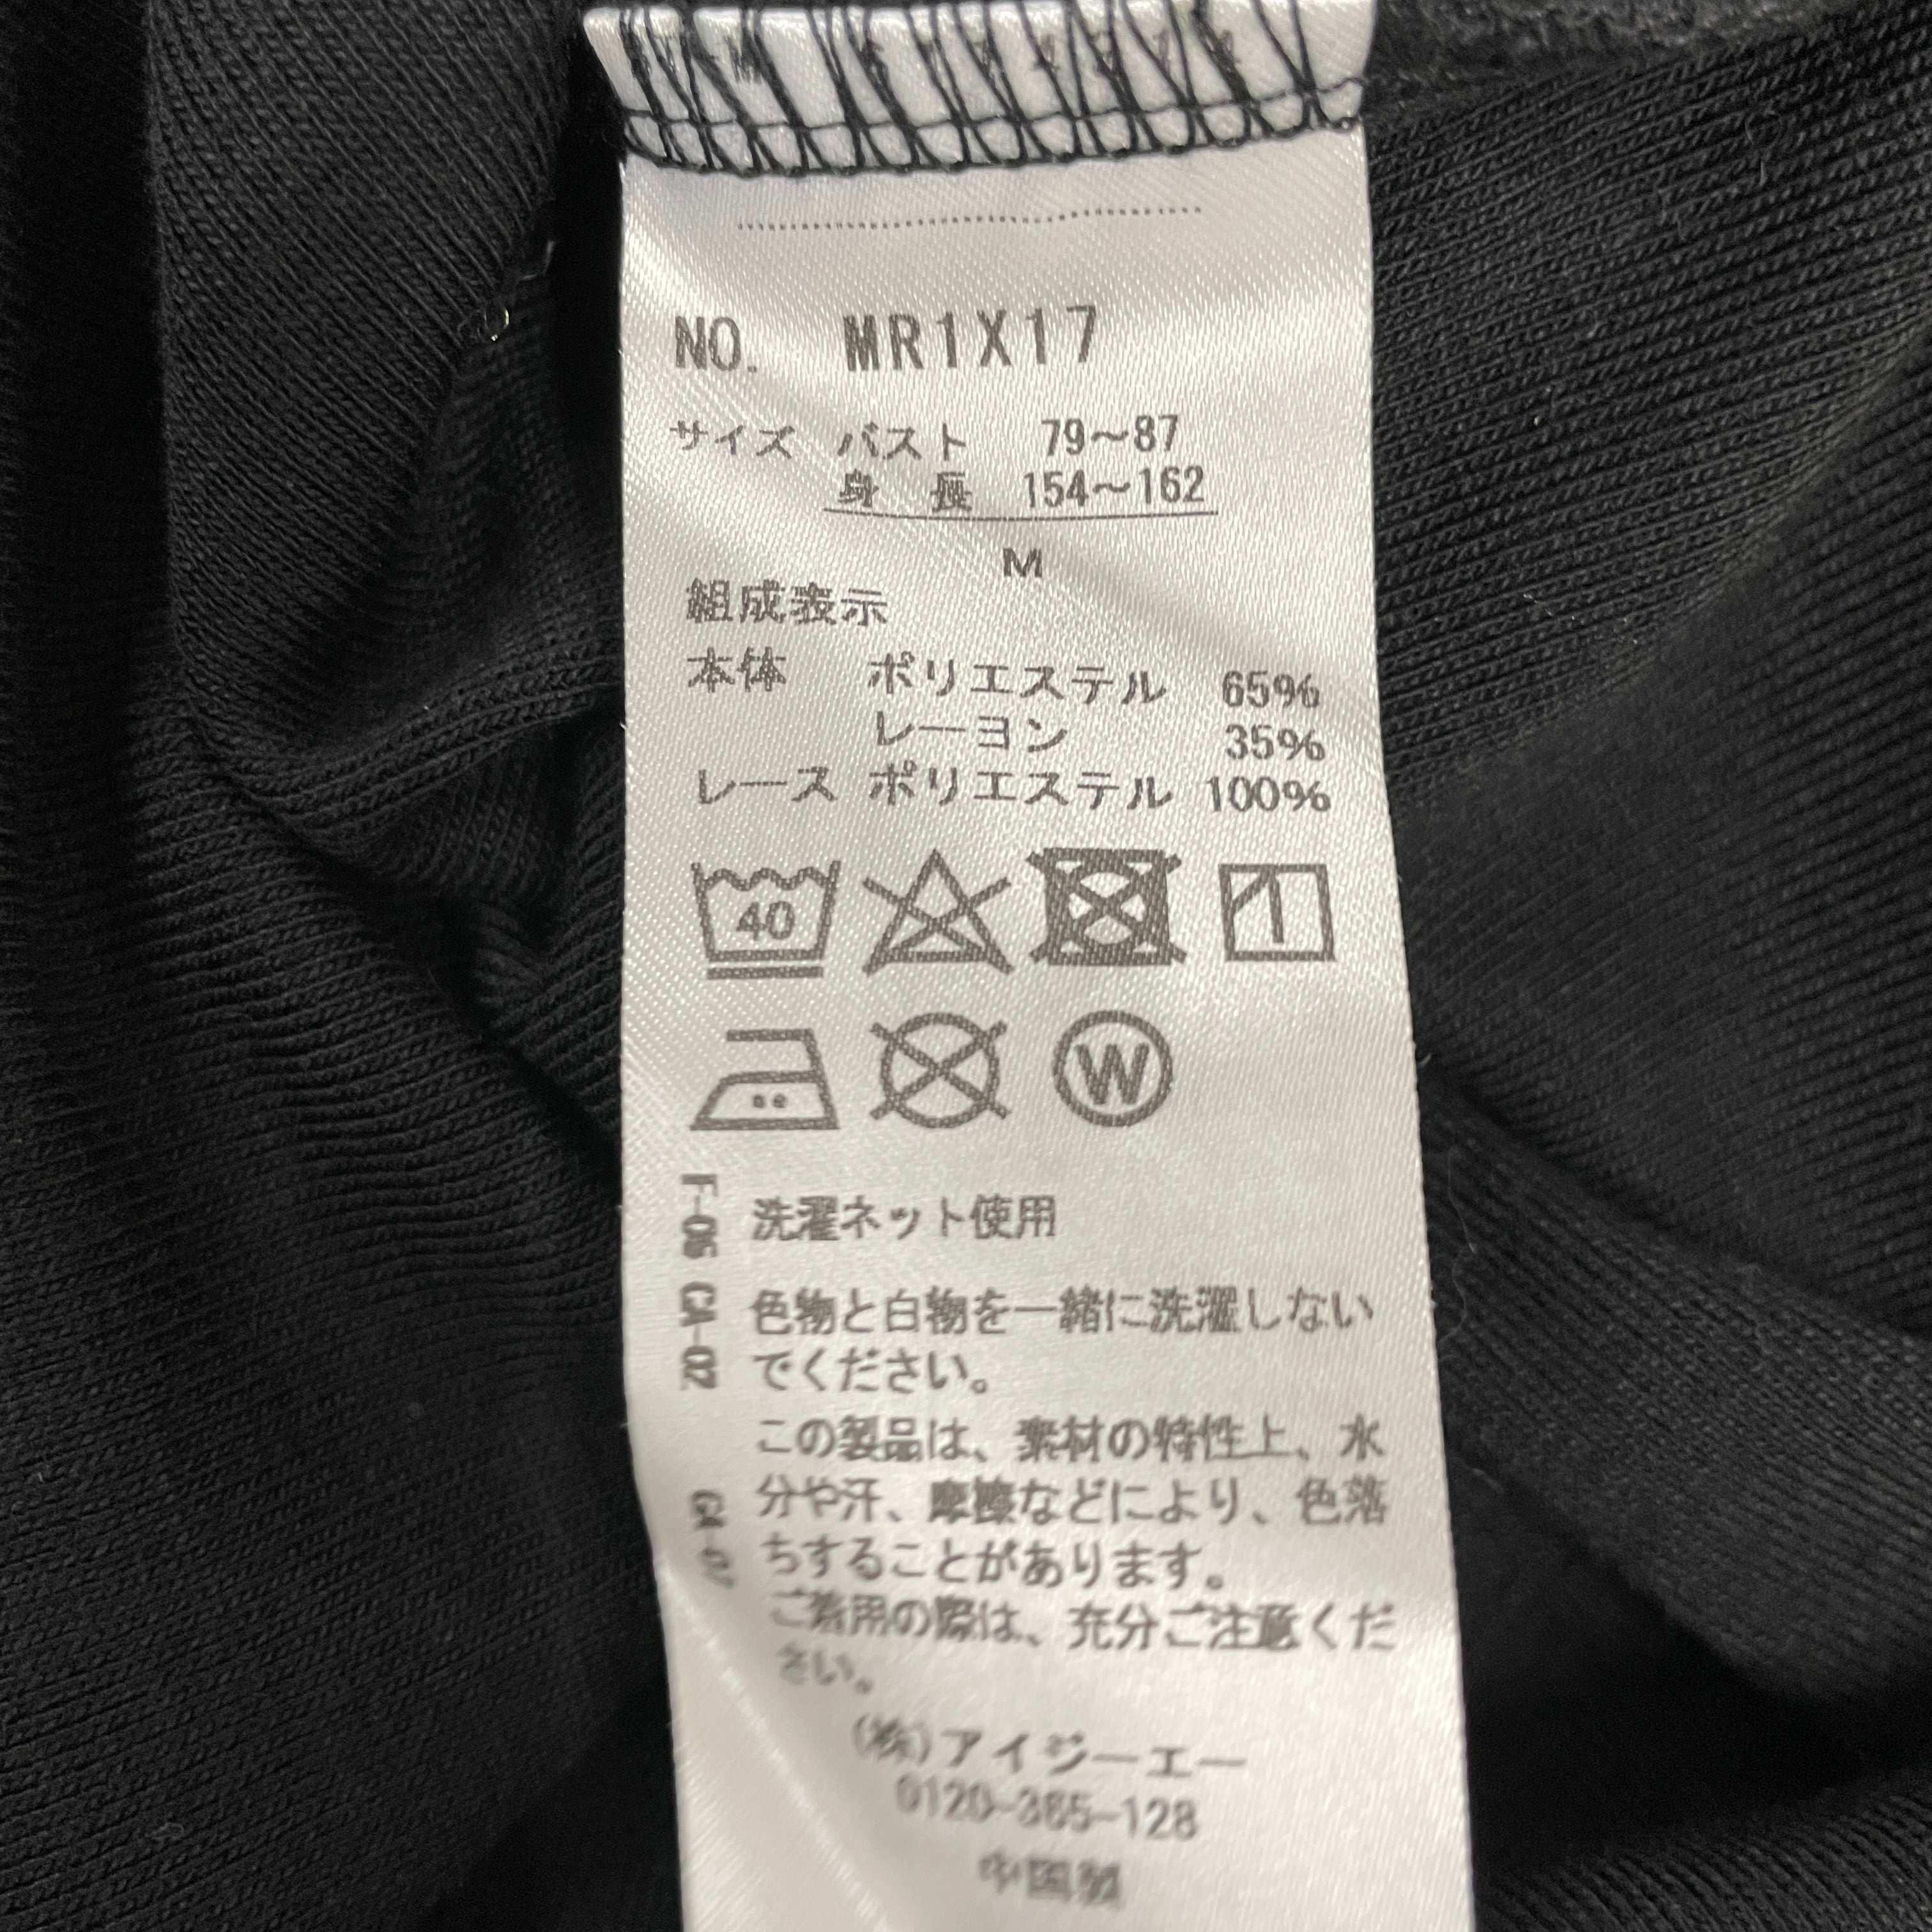 NO. MR1X17
サイズ バスト 79～87
身 長 154～162
M
組成表示
本体 ポリエステル 65%
レーヨン 35%
レース ポリエステル 100%
40
W
F-06 CA-02
洗濯ネット使用
色物と白物を一緒に洗濯しない
でください。
この製品は、素材の特性上、水
分や汗、摩擦などにより、色落
ちすることがあります。
ご着用の際は、充分ご注意くだ
さい。
(株)アイジーエー
0120-365-128
中国製